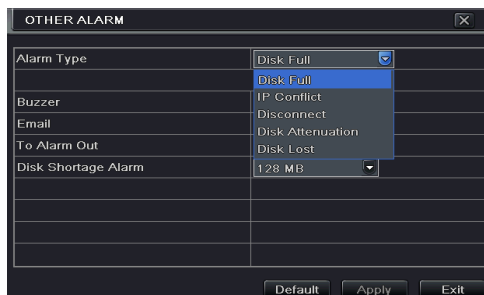 OTHER ALARM
Alarm Type Disk Full
Disk Full
Buzzer IP Conflict
Disconnect
Email Disk Attenuation
To Alarm Out Disk Lost
Disk Shortage Alarm 128 MB
Default Apply Exit